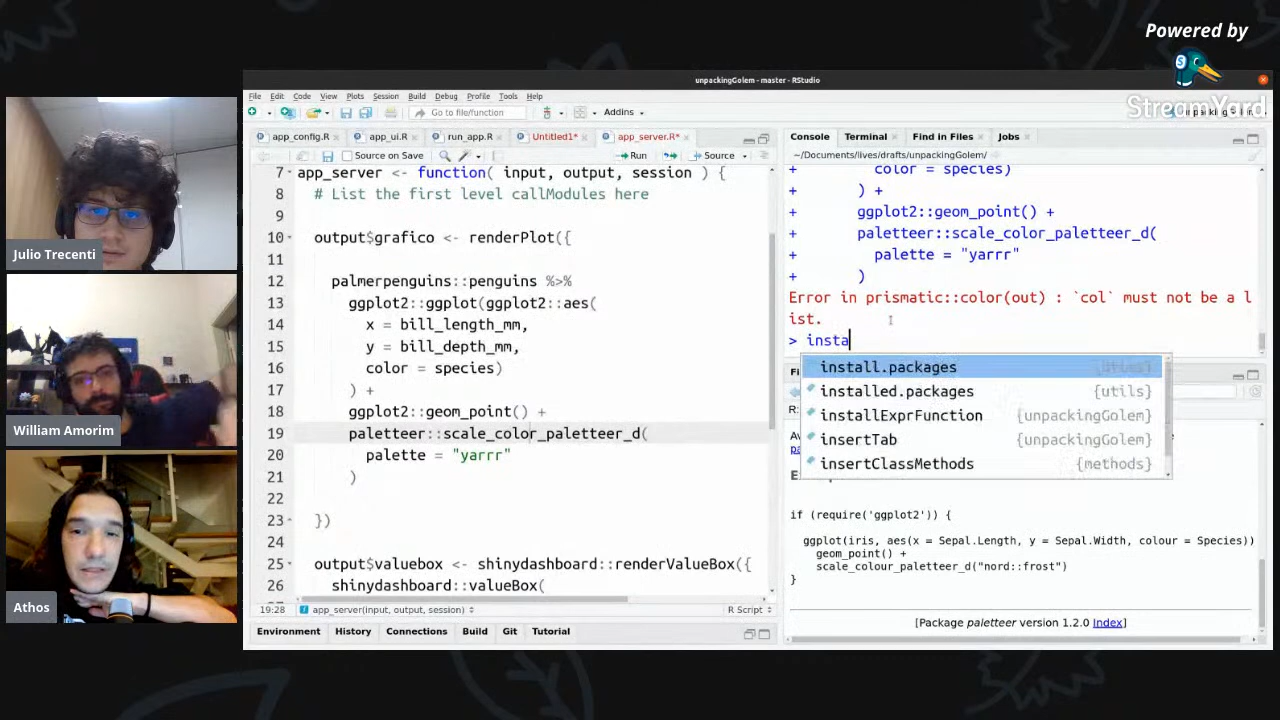 Powered by
StreamYard
Julio Trecenti
William Amorim
Athos
unpackingGolem - master - RStudio
File Edit Code View Plots Session Build Debug Profile Tools Help
Go to file/function
Addins
app_config.R
app_ui.R
run_app.R
Untitled1*
app_server.R*
Source on Save
Run
Source
7 app_server <- function( input, output, session ) {
8 # List the first level callModules here
9
10 output$grafico <- renderPlot({
11
12 palmerpenguins::penguins %>%
13 ggplot2::ggplot(ggplot2::aes(
14 x = bill_length_mm,
15 y = bill_depth_mm,
16 color = species)
17 ) +
18 ggplot2::geom_point() +
19 paletteer::scale_color_paletteer_d(
20 palette = "yarrr"
21 )
22
23 })
24
25 output$valuebox <- shinydashboard::renderValueBox({
26 shinydashboard::valueBox(
19:28 app_server(input, output, session) R Script
Environment History Connections Build Git Tutorial
Console Terminal Find in Files Jobs
~/Documents/lives/drafts/unpackingGolem/
+ color = species)
+ ) +
+ ggplot2::geom_point() +
+ paletteer::scale_color_paletteer_d(
+ palette = "yarrr"
+ )
Error in prismatic::color(out) : `col` must not be a l
ist.
> insta
install.packages {utils}
installed.packages {utils}
installExprFunction {unpackingGolem}
insertTab {unpackingGolem}
insertClassMethods {methods}
if (require('ggplot2')) {
ggplot(iris, aes(x = Sepal.Length, y = Sepal.Width, colour = Species))
geom_point() +
scale_colour_paletteer_d("nord::frost")
}
[Package paletteer version 1.2.0 Index]